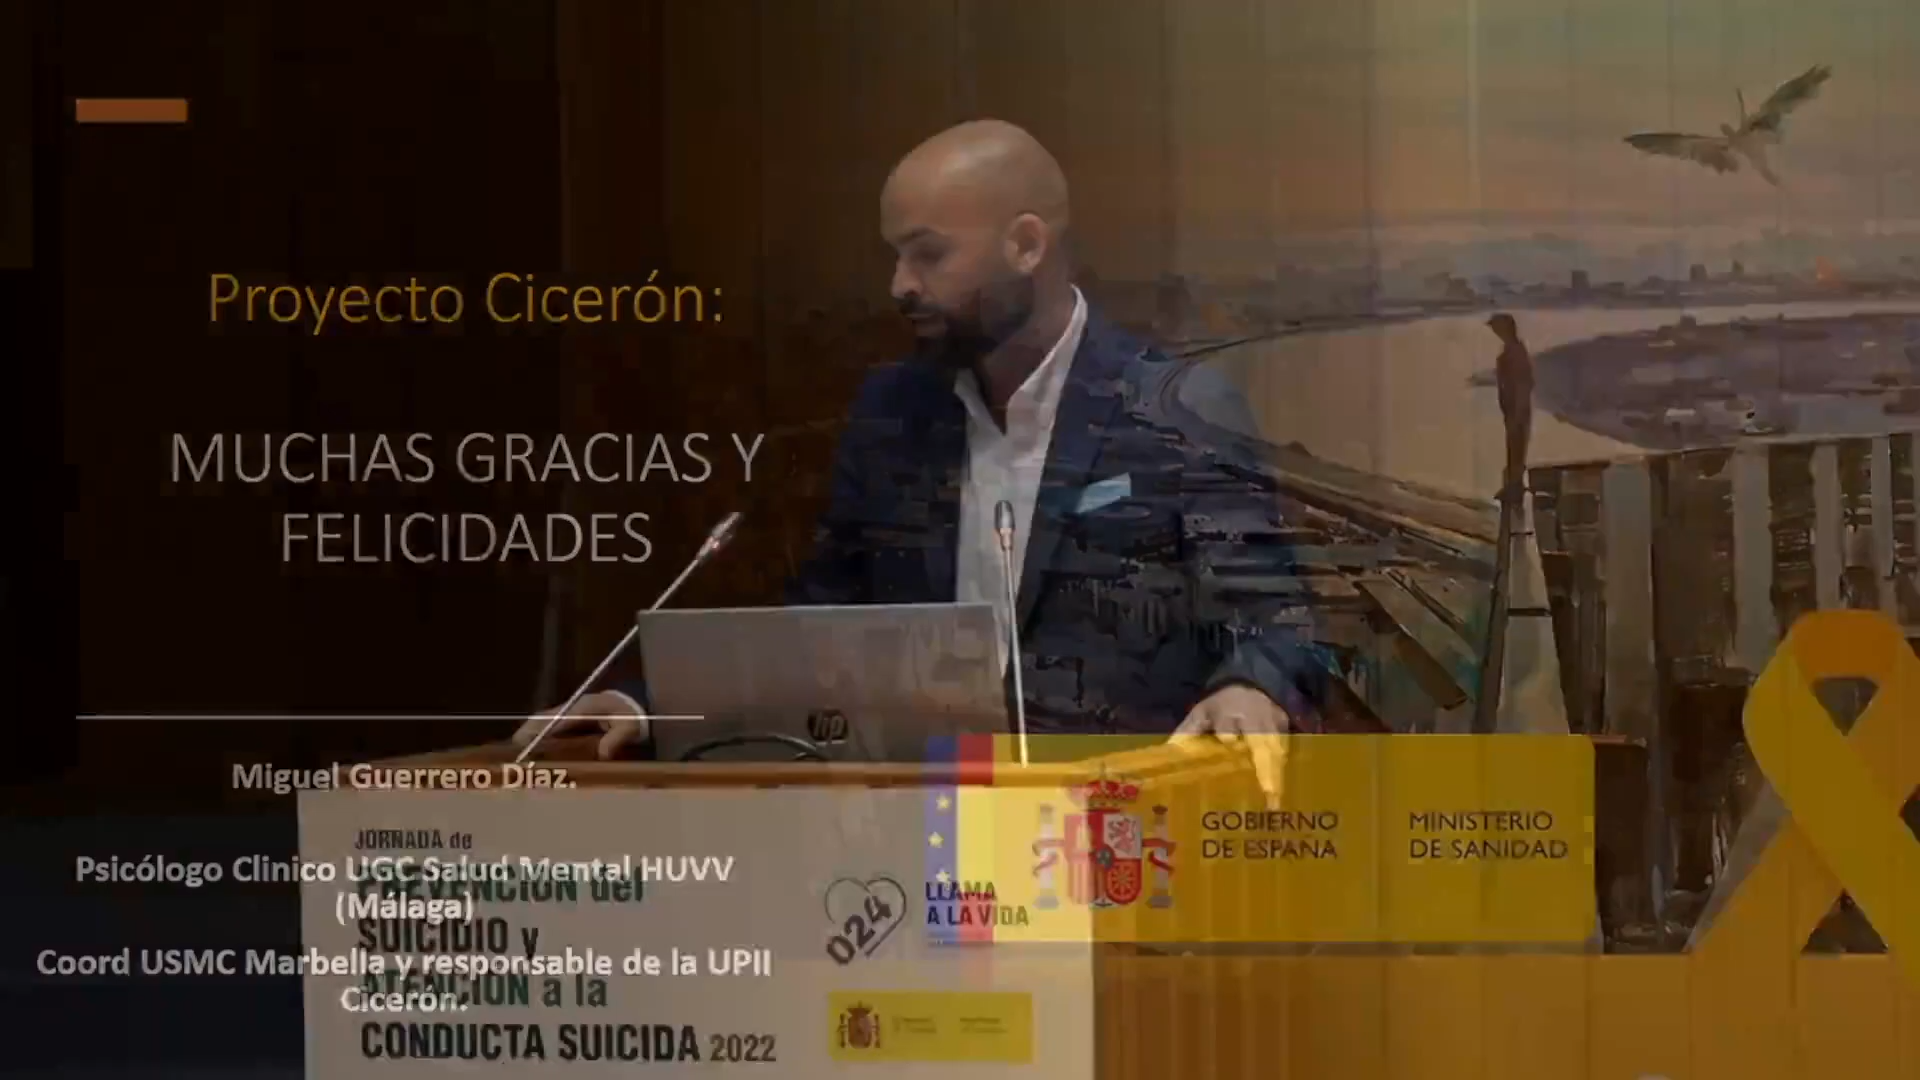 Proyecto Cicerón:
MUCHAS GRACIAS Y
FELICIDADES
hp
Miguel Guerrero Díaz.
Psicólogo Clinico UGC Salud Mental HUVV
(Málaga)
Coord USMC Marbella y responsable de la UPII
Cicerón.
JORNADA de
PREVENCIÓN del
SUICIDIO y
ATENCIÓN a la
CONDUCTA SUICIDA 2022
024
LLAMA
A LA VIDA
GOBIERNO
DE ESPAÑA
MINISTERIO
DE SANIDAD